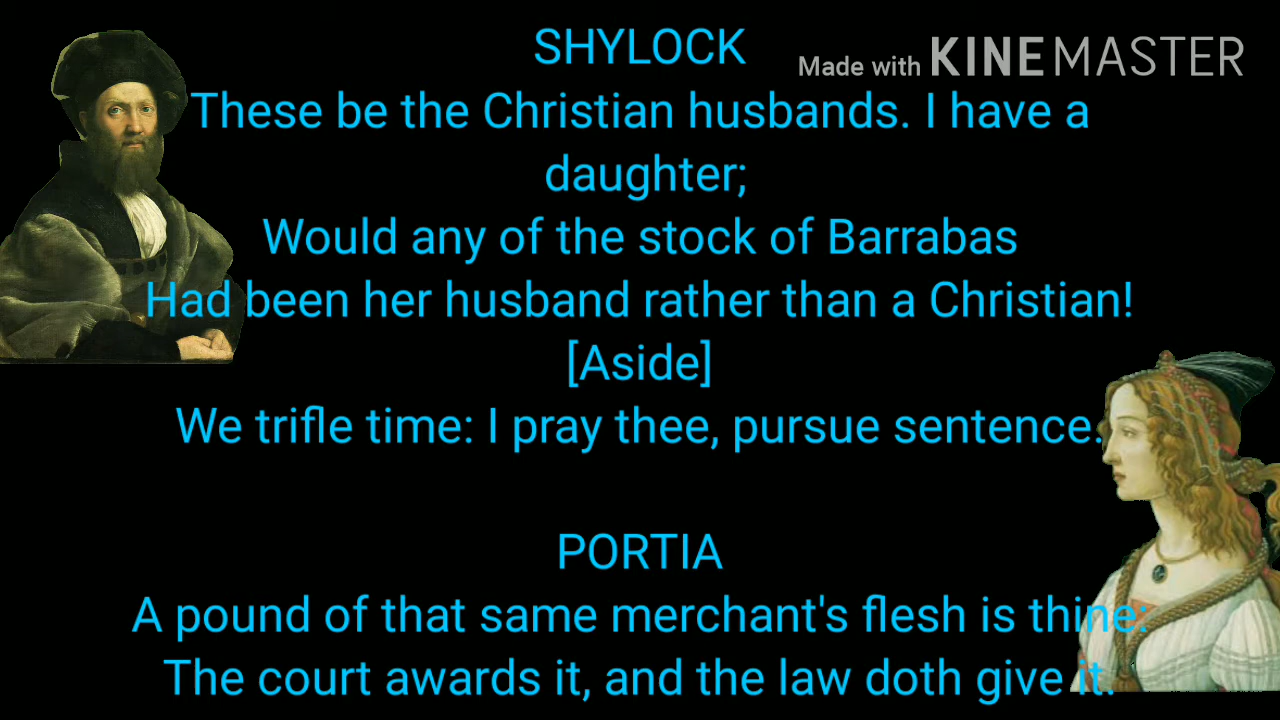 SHYLOCK
Made with KINEMASTER
These be the Christian husbands. I have a
daughter;
Would any of the stock of Barrabas
Had been her husband rather than a Christian!
[Aside]
We trifle time: I pray thee, pursue sentence.
PORTIA
A pound of that same merchant's flesh is thine:
The court awards it, and the law doth give it.